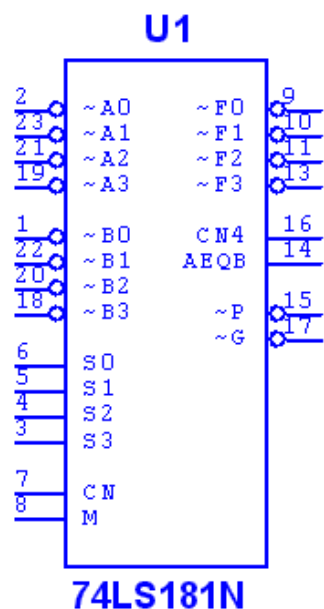 U1
2 ~A0 ~F0 9
23 ~A1 ~F1 10
21 ~A2 ~F2 11
19 ~A3 ~F3 13
1 ~B0 CN4 16
22 ~B1 AEQB 14
20 ~B2
18 ~B3 ~P 15
~G 17
6 S0
5 S1
4 S2
3 S3
7 CN
8 M
74LS181N